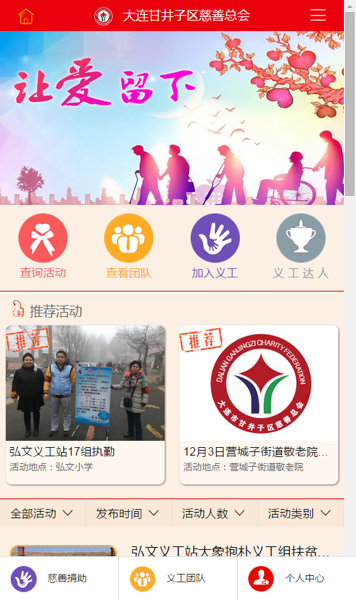 大连甘井子区慈善总会
让爱留下
查询活动
查看团队
加入义工
义工达人
推荐活动
推荐
推荐
DALIAN GANJINGZI CHARITY FEDERATION
大连市甘井子区慈善总会
弘文义工站17组执勤
活动地点：弘文小学
12月3日营城子街道敬老院...
活动地点：营城子街道敬老院
全部活动
发布时间
活动人数
活动类别
弘文义工站大象抱朴义工组扶贫...
慈善捐助
义工团队
个人中心